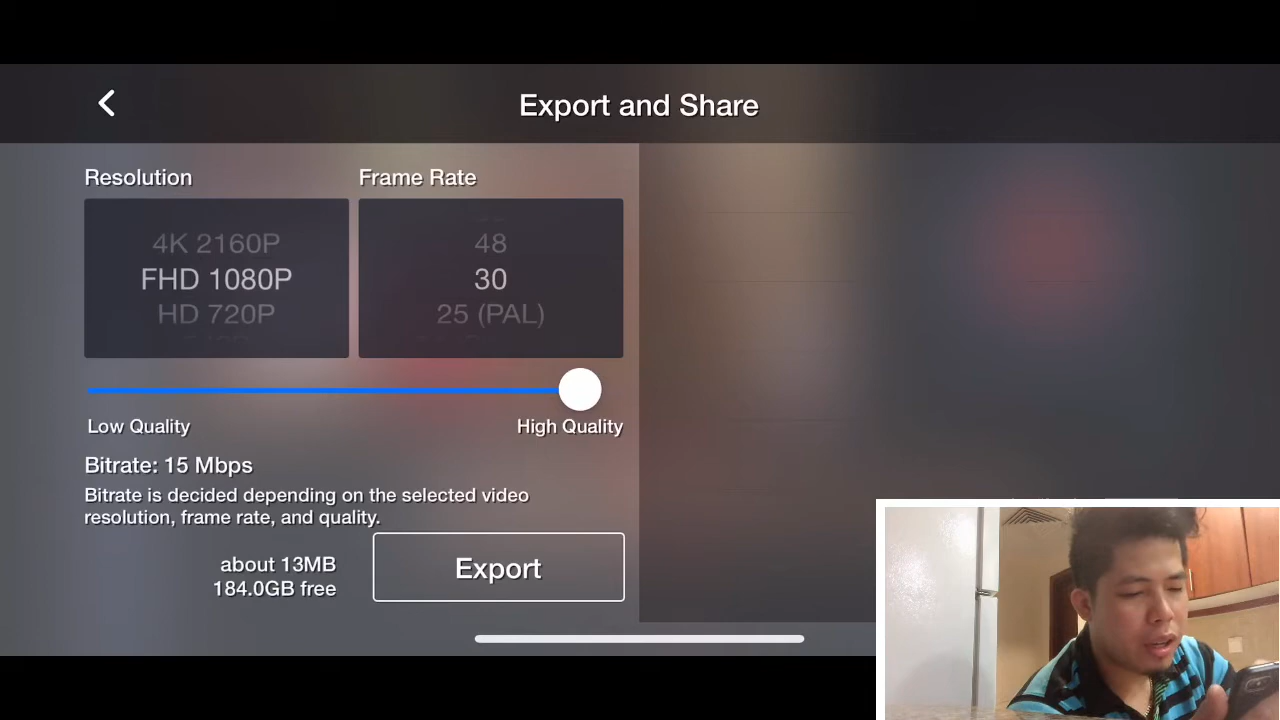 Export and Share
Resolution
Frame Rate
4K 2160P
FHD 1080P
HD 720P
48
30
25 (PAL)
Low Quality
High Quality
Bitrate: 15 Mbps
Bitrate is decided depending on the selected video
resolution, frame rate, and quality.
about 13MB
184.0GB free
Export